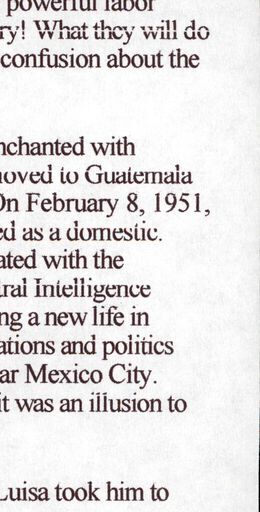 powerful labor
ry! What they will do
confusion about the
nchanted with
noved to Guatemala
On February 8, 1951,
ed as a domestic.
ated with the
ral Intelligence
ng a new life in
ations and politics
ar Mexico City.
it was an illusion to
Luisa took him to